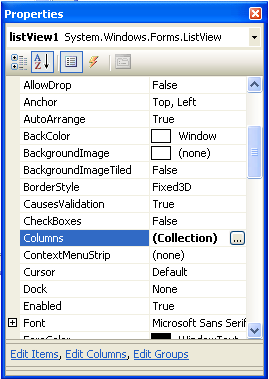 Properties
listView1 System.Windows.Forms.ListView
AllowDrop False
Anchor Top, Left
AutoArrange True
BackColor Window
BackgroundImage (none)
BackgroundImageTiled False
BorderStyle Fixed3D
CausesValidation True
CheckBoxes False
Columns (Collection) ...
ContextMenuStrip (none)
Cursor Default
Dock None
Enabled True
Font Microsoft Sans Serif
ForeColor WindowText
Edit Items, Edit Columns, Edit Groups